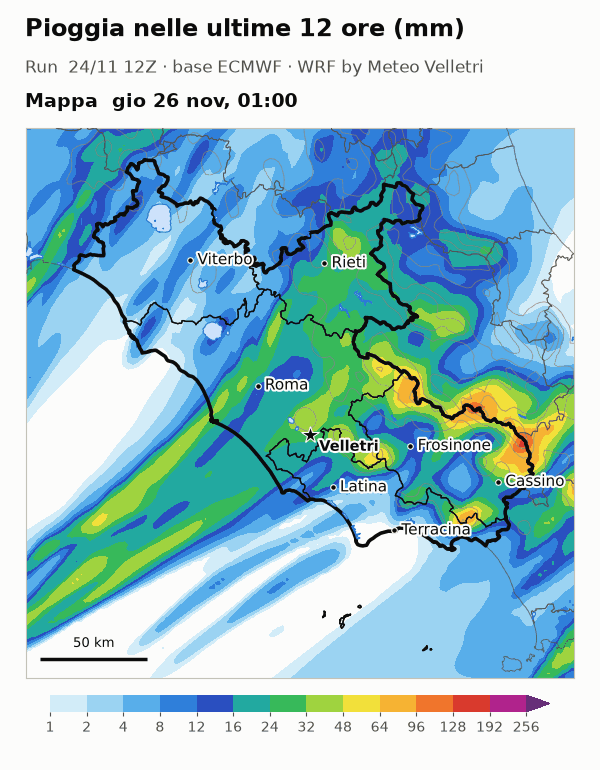 Pioggia nelle ultime 12 ore (mm)
Run  24/11 12Z · base ECMWF · WRF by Meteo Velletri
Mappa  gio 26 nov, 01:00
Viterbo
Rieti
Roma
Velletri
Frosinone
Cassino
Latina
Terracina
50 km
1 2 4 8 12 16 24 32 48 64 96 128 192 256